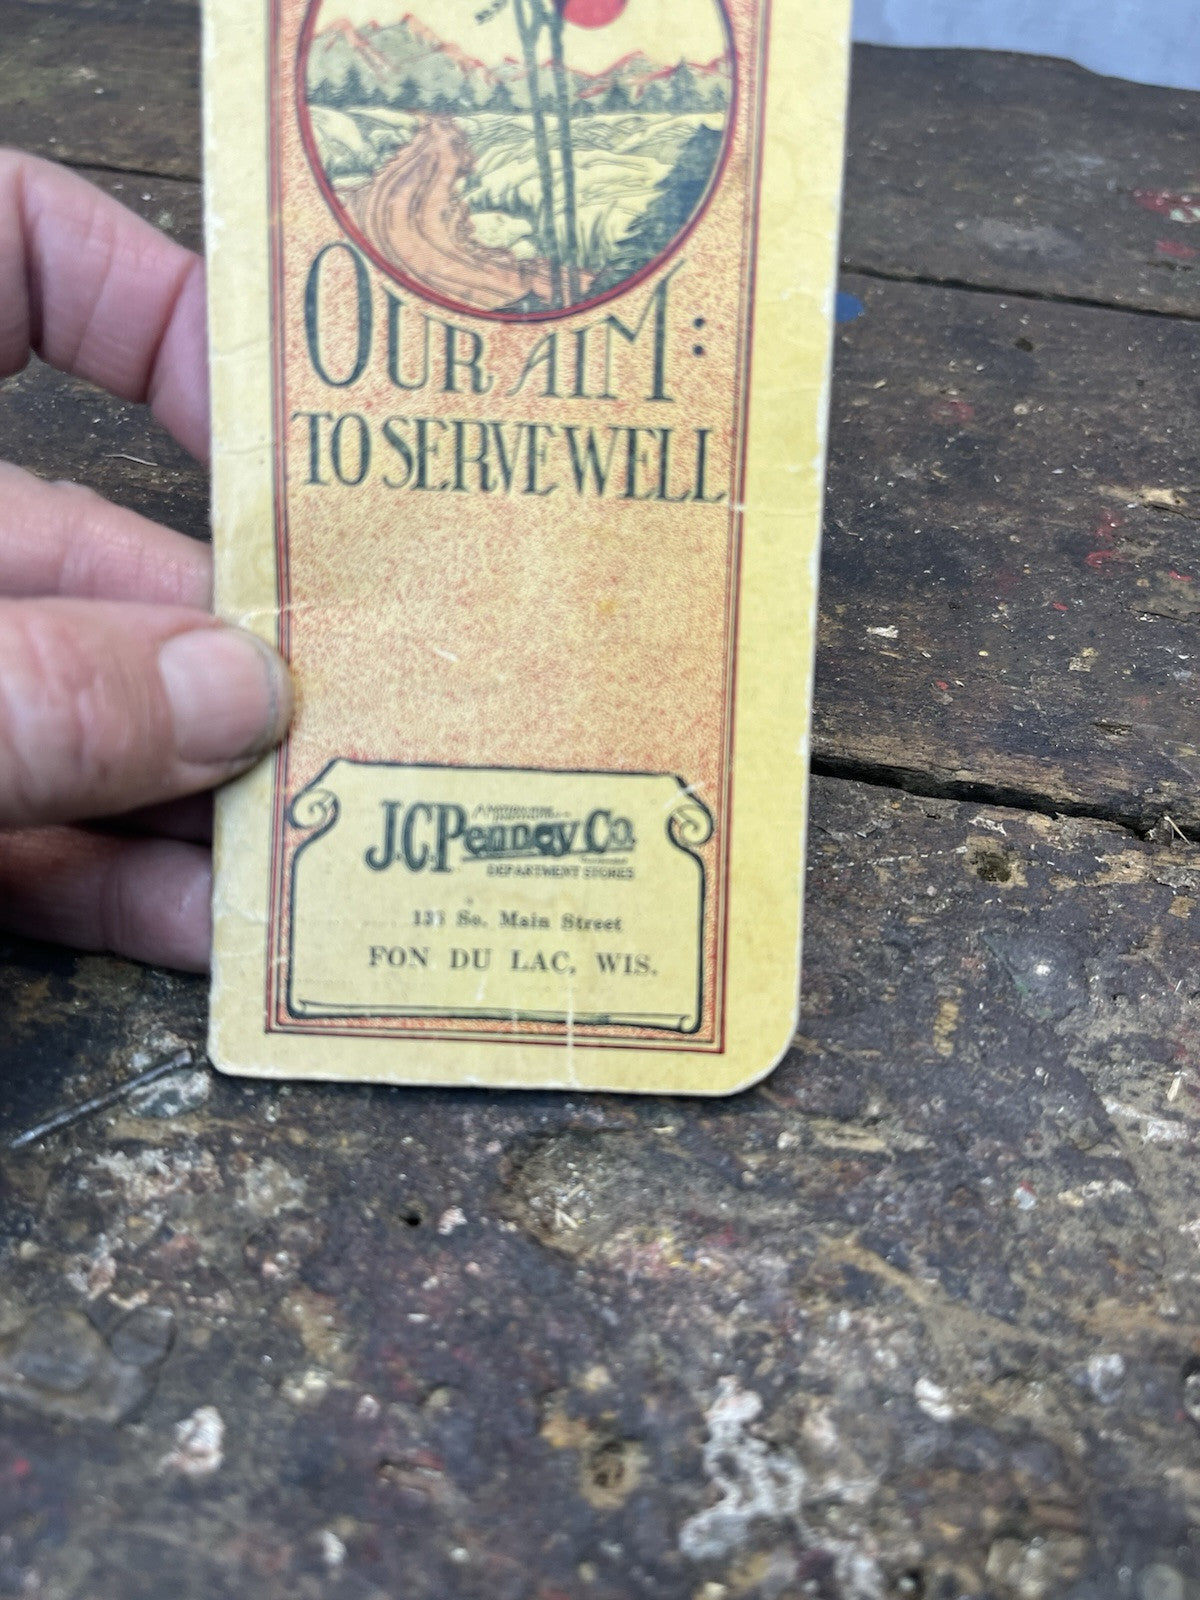 OUR AIM:
TO SERVE WELL
J.C.Penney Co.
DEPARTMENT STORES
So. Main Street
FON DU LAC, WIS.